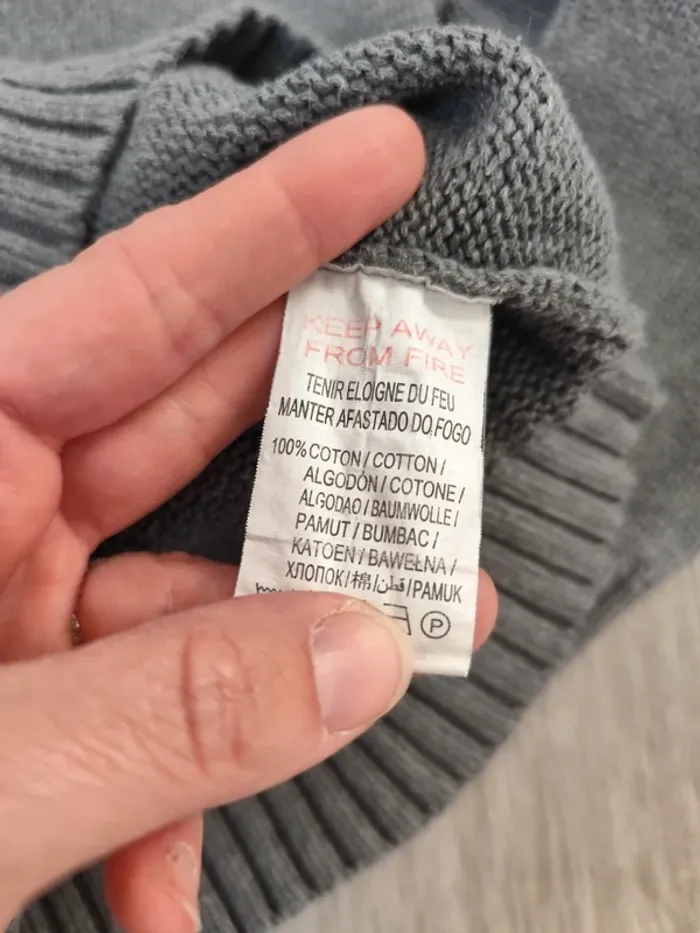 KEEP AWAY
FROM FIRE
TENIR ELOIGNE DU FEU
MANTER AFASTADO DO FOGO
100% COTON / COTTON /
ALGODÓN / COTONE /
ALGODAO / BAUMWOLLE /
PAMUT / BUMBAC /
KATOEN / BAWEŁNA /
ХЛОПОК / 棉 / قطن / PAMUK
P